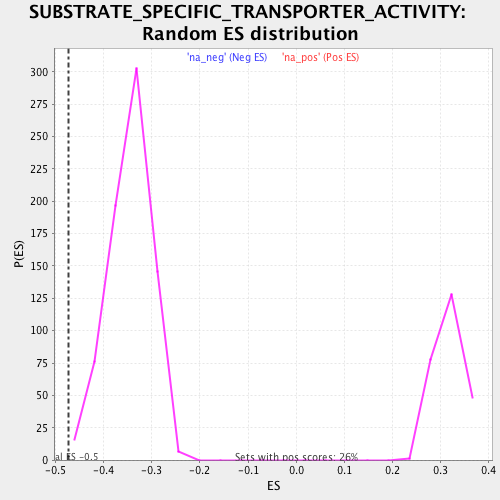 SUBSTRATE_SPECIFIC_TRANSPORTER_ACTIVITY:
Random ES distribution
'na_neg' (Neg ES) 'na_pos' (Pos ES)
300
275
250
225
200
175
150
125
100
75
50
25
0
P(ES)
al ES -0.5
Sets with pos scores: 26%
-0.5 -0.4 -0.3 -0.2 -0.1 0.0 0.1 0.2 0.3 0.4
ES